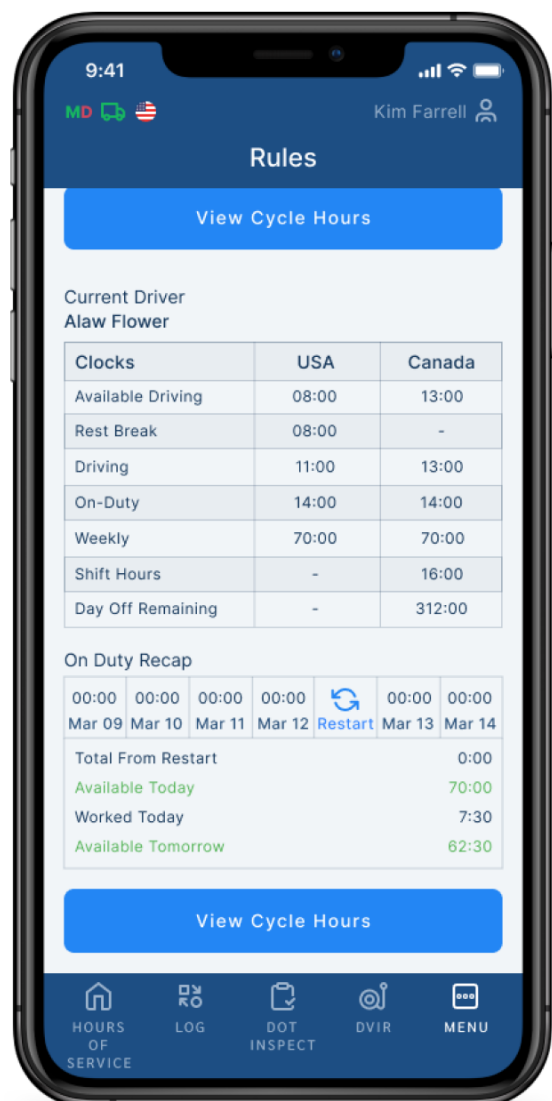 9:41
MD
Kim Farrell
Rules
View Cycle Hours
Current Driver
Alaw Flower
Clocks USA Canada
Available Driving 08:00 13:00
Rest Break 08:00 -
Driving 11:00 13:00
On-Duty 14:00 14:00
Weekly 70:00 70:00
Shift Hours - 16:00
Day Off Remaining - 312:00
On Duty Recap
00:00 00:00 00:00 00:00 00:00 00:00
Mar 09 Mar 10 Mar 11 Mar 12 Restart Mar 13 Mar 14
Total From Restart 0:00
Available Today 70:00
Worked Today 7:30
Available Tomorrow 62:30
View Cycle Hours
HOURS OF SERVICE
LOG
DOT INSPECT
DVIR
MENU